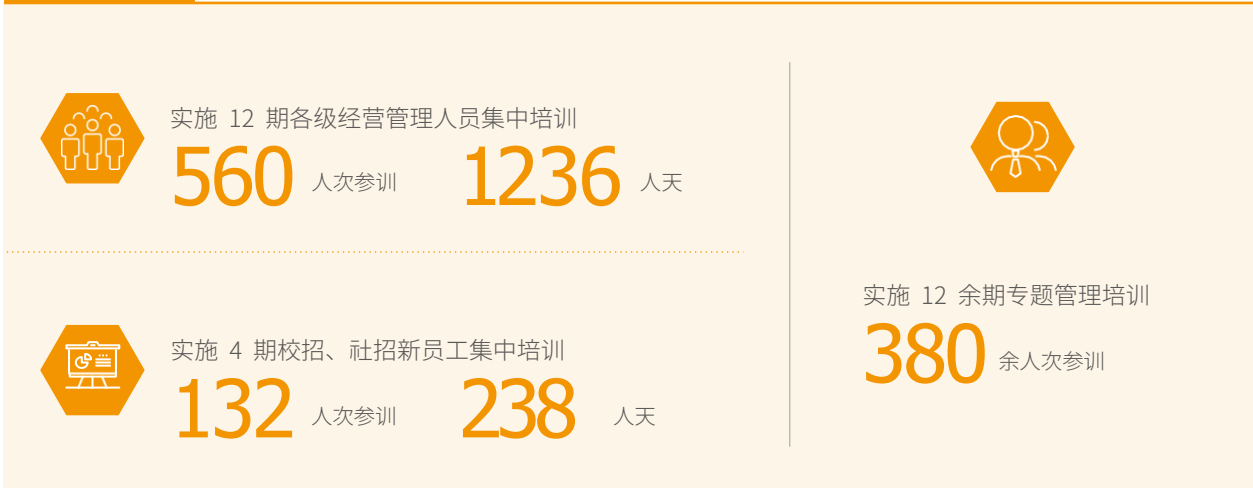 实施 12 期各级经营管理人员集中培训
560 人次参训 1236 人天
实施 4 期校招、社招新员工集中培训
132 人次参训 238 人天
实施 12 余期专题管理培训
380 余人次参训